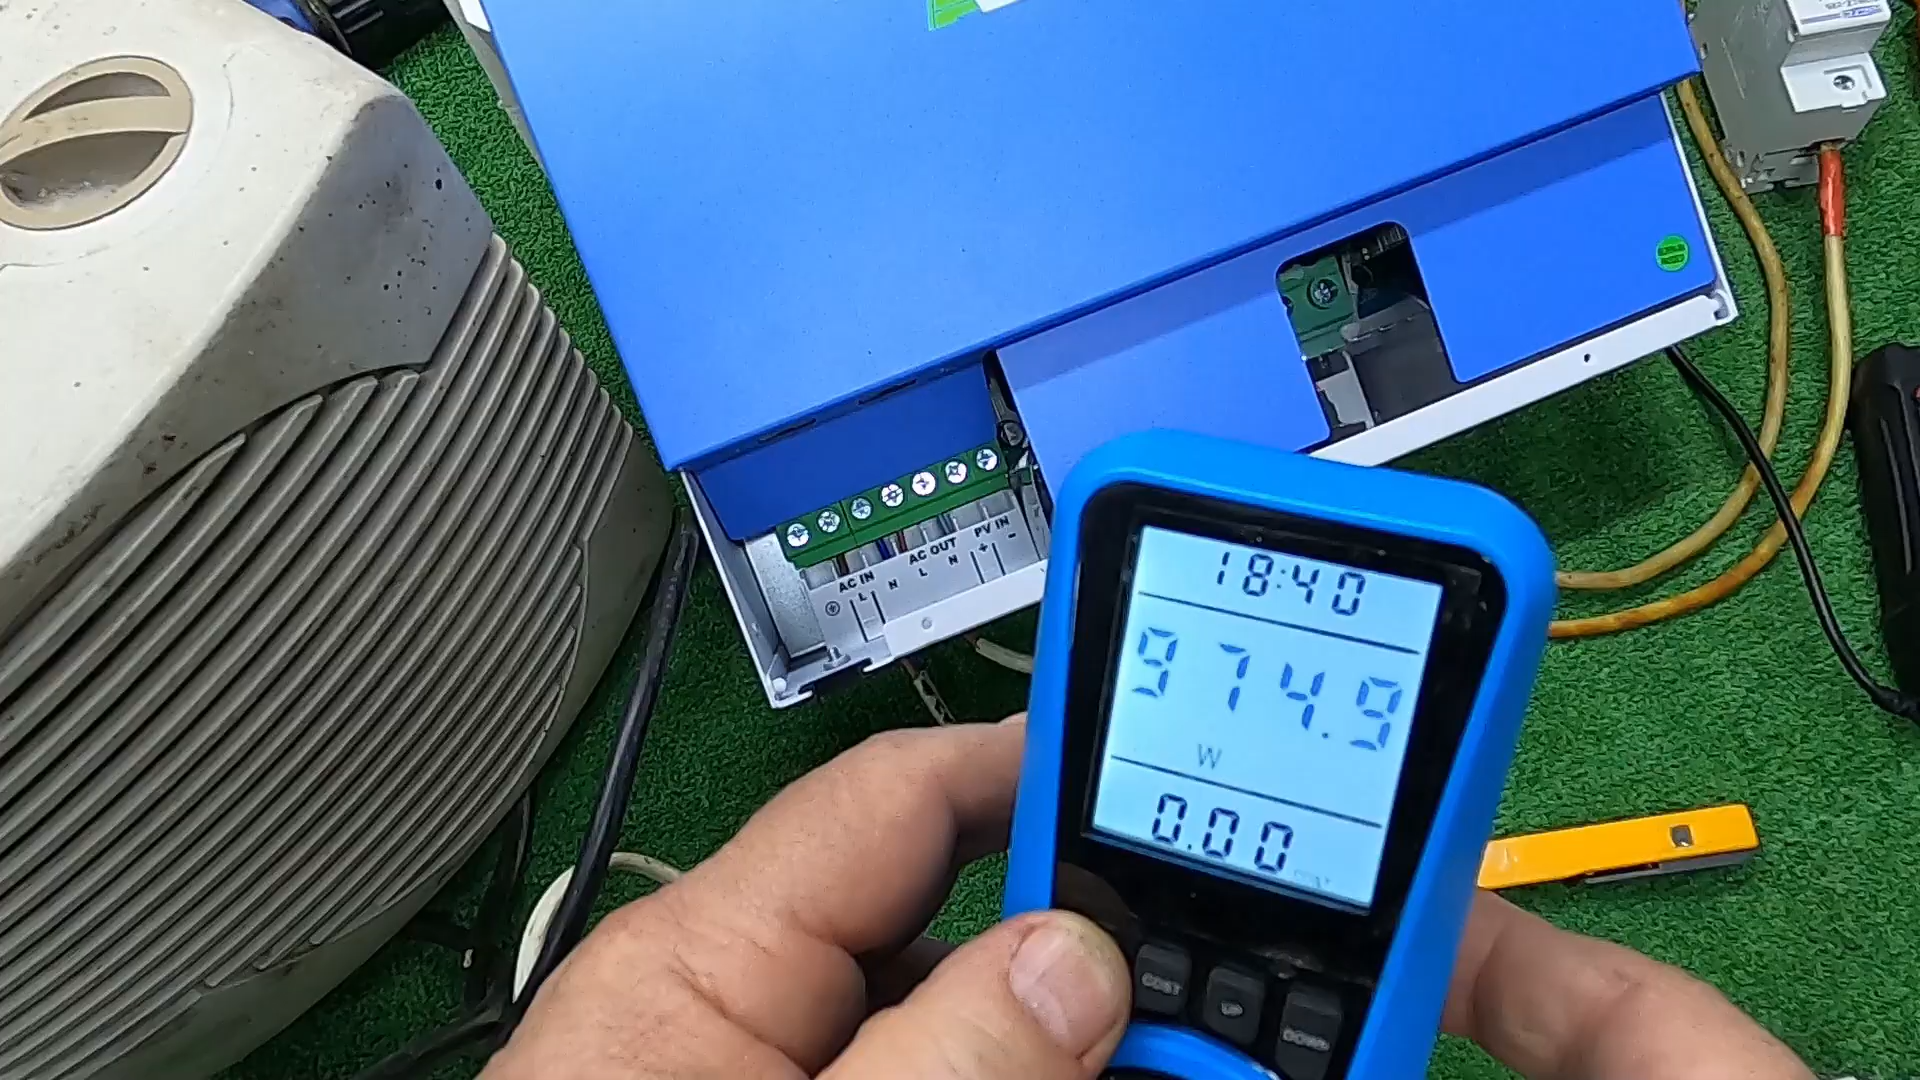 AC IN
L
N
AC OUT
L
N
PV IN
+
-
18:40
974.9
W
0.00
COST
UP
DOWN